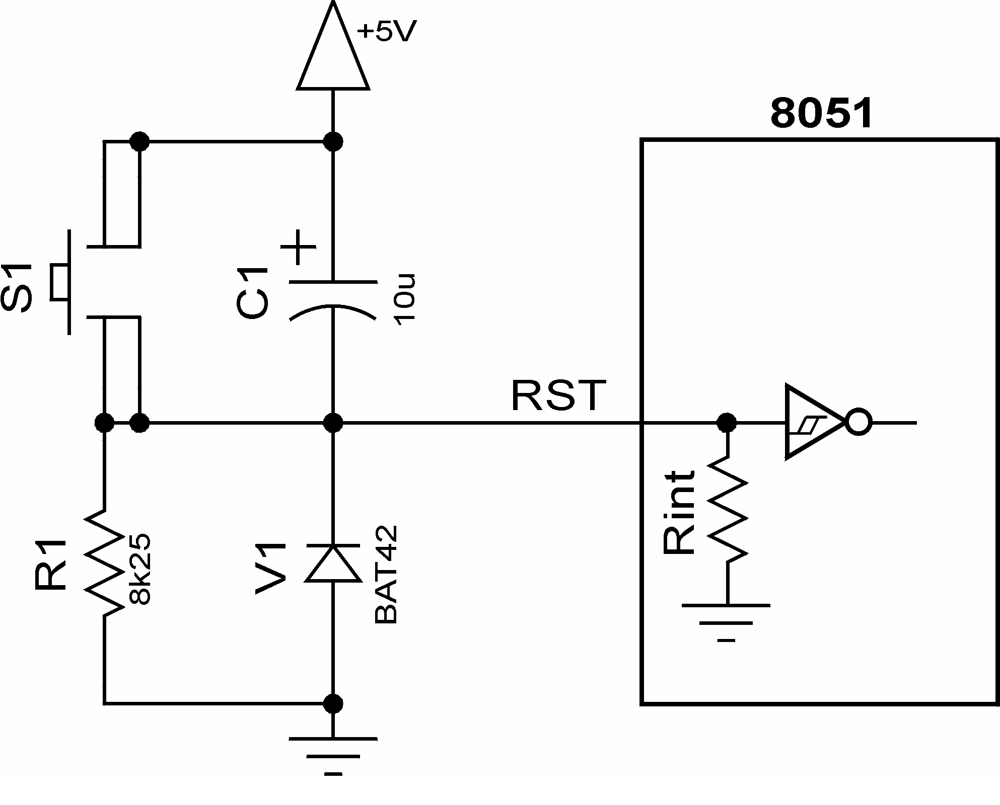 +5V
8051
S1
C1
+
10u
RST
Rint
R1
8k25
V1
BAT42